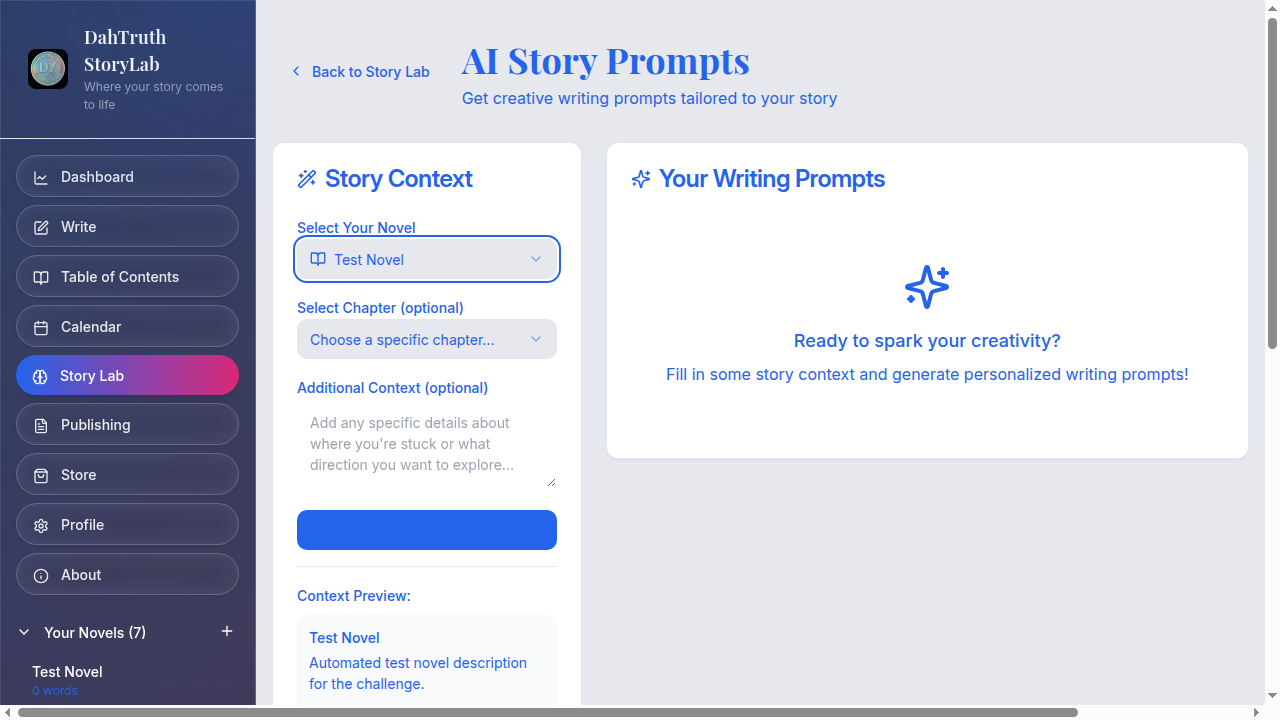 DahTruth
StoryLab
Where your story comes
to life
Dashboard
Write
Table of Contents
Calendar
Story Lab
Publishing
Store
Profile
About
Your Novels (7)
Test Novel
0 words
Back to Story Lab
AI Story Prompts
Get creative writing prompts tailored to your story
Story Context
Select Your Novel
Test Novel
Select Chapter (optional)
Choose a specific chapter...
Additional Context (optional)
Add any specific details about
where you're stuck or what
direction you want to explore...
Context Preview:
Test Novel
Automated test novel description
for the challenge.
Your Writing Prompts
Ready to spark your creativity?
Fill in some story context and generate personalized writing prompts!